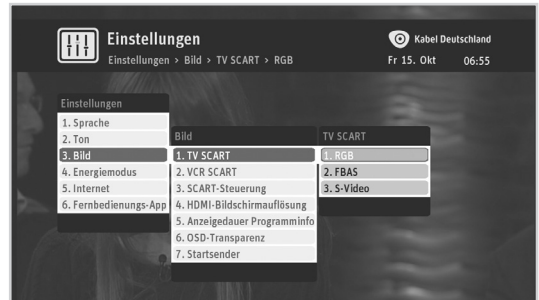 Einstellungen
Einstellungen > Bild > TV SCART > RGB
Kabel Deutschland
Fr 15. Okt 06:55
Einstellungen
1. Sprache
2. Ton
3. Bild
4. Energiemodus
5. Internet
6. Fernbedienungs-App
Bild
1. TV SCART
2. VCR SCART
3. SCART-Steuerung
4. HDMI-Bildschirmauflösung
5. Anzeigedauer Programminfo
6. OSD-Transparenz
7. Startsender
TV SCART
1. RGB
2. FBAS
3. S-Video